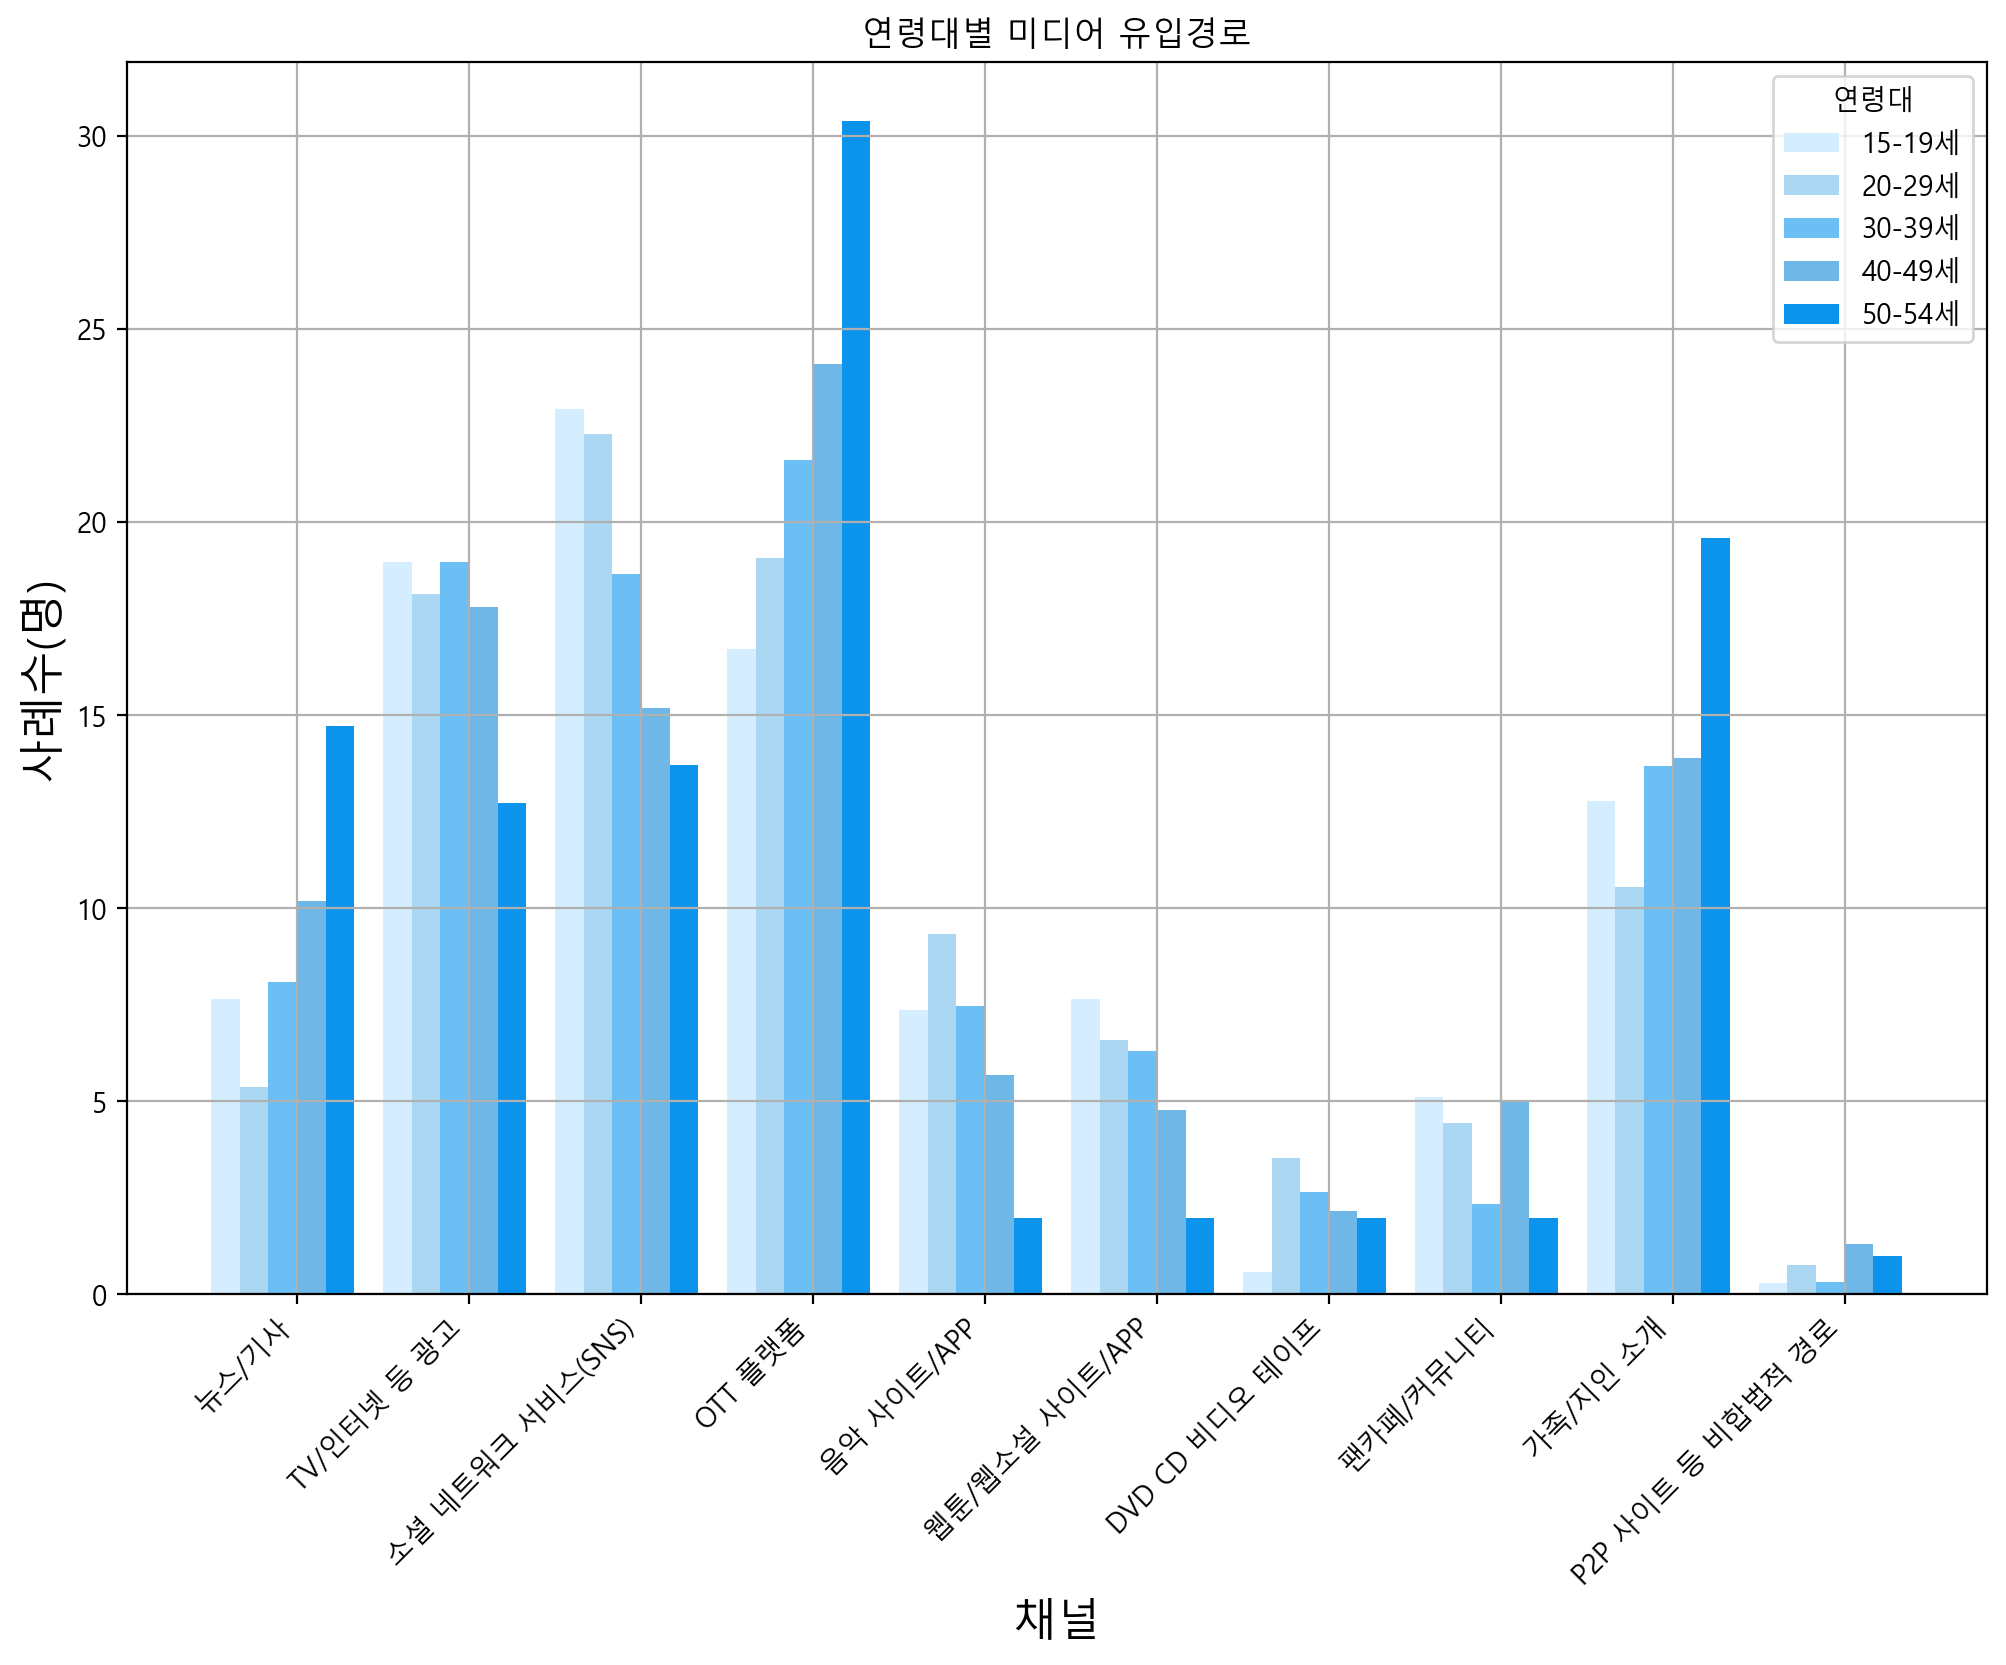 연령대별 미디어 유입경로
연령대
15-19세
20-29세
30-39세
40-49세
50-54세
사례수(명)
30
25
20
15
10
5
0
뉴스/기사
TV/인터넷 등 광고
소셜 네트워크 서비스(SNS)
OTT 플랫폼
음악 사이트/APP
웹툰/웹소설 사이트/APP
DVD CD 비디오 테이프
팬카페/커뮤니티
가족/지인 소개
P2P 사이트 등 비합법적 경로
채널